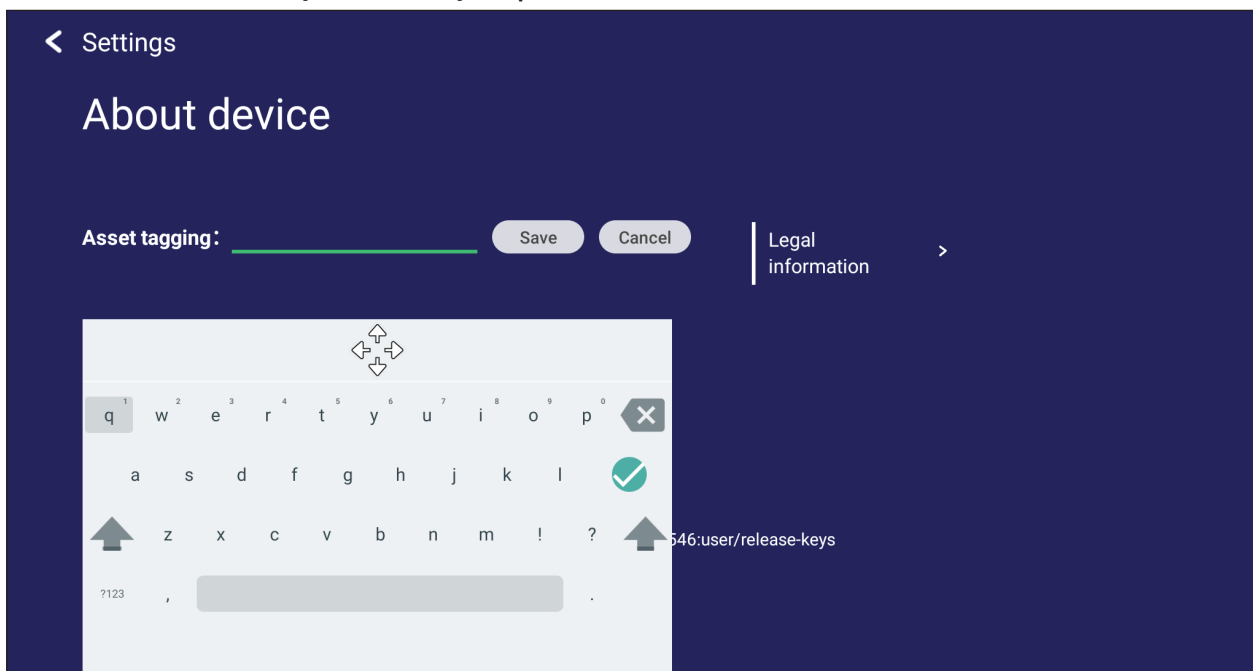 Settings
About device
Asset tagging:
Save
Cancel
Legal
information
q 1 w 2 e 3 r 4 t 5 y 6 u 7 i 8 o 9 p 0
a s d f g h j k l
z x c v b n m ! ?
546:user/release-keys
?123 , .